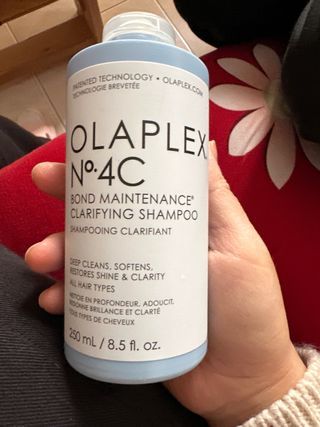 PATENTED TECHNOLOGY • OLAPLEX.COM
TECHNOLOGIE BREVETÉE
OLAPLEX
Nº.4C
BOND MAINTENANCE®
CLARIFYING SHAMPOO
SHAMPOOING CLARIFIANT
DEEP CLEANS, SOFTENS,
RESTORES SHINE & CLARITY
ALL HAIR TYPES
NETTOIE EN PROFONDEUR, ADOUCIT,
REDONNE BRILLANCE ET CLARTÉ
TOUS TYPES DE CHEVEUX
250 mL / 8.5 fl. oz.